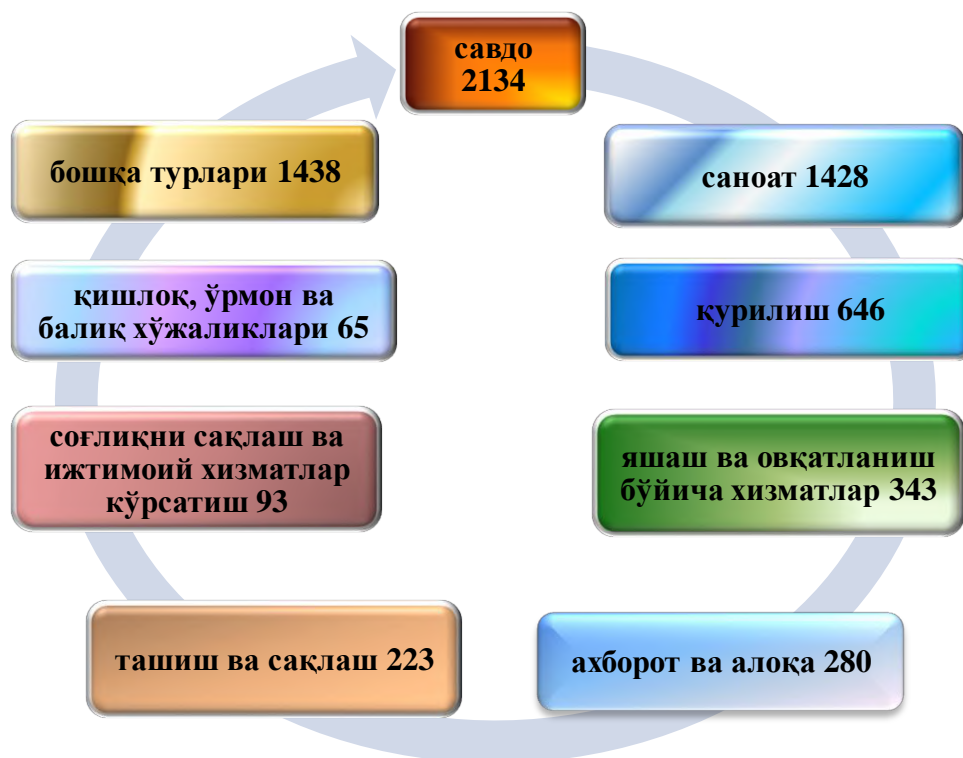 савдо
2134
саноат 1428
қурилиш 646
яшаш ва овқатланиш
бўйича хизматлар 343
ахборот ва алоқа 280
ташиш ва сақлаш 223
соғлиқни сақлаш ва
ижтимоий хизматлар
кўрсатиш 93
қишлоқ, ўрмон ва
балиқ хўжаликлари 65
бошқа турлари 1438